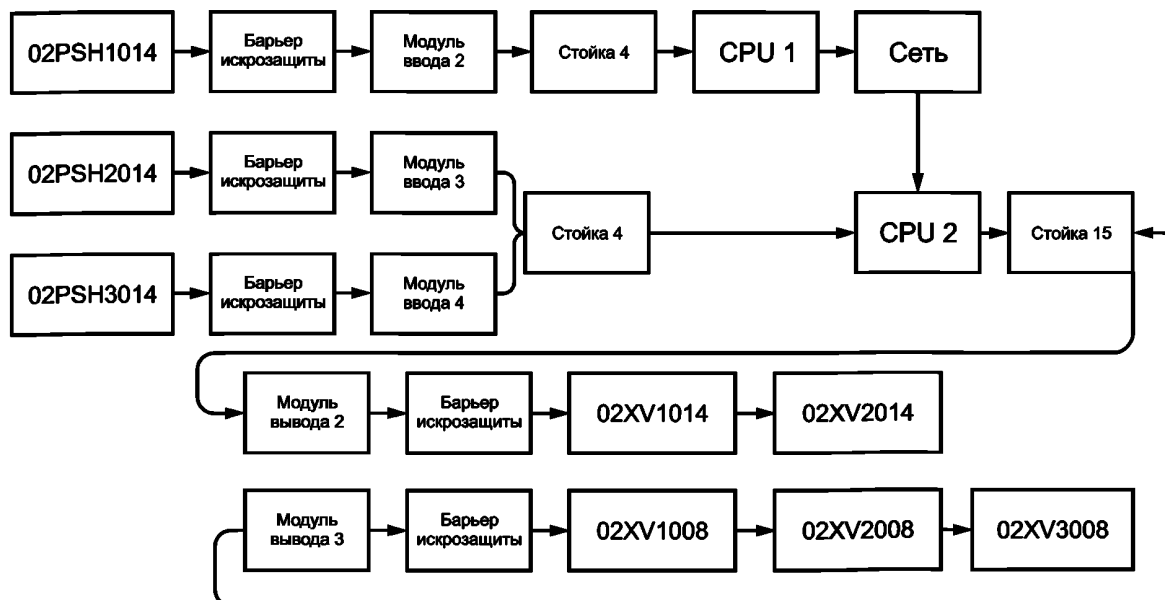 02PSH1014
Барьер
искрозащиты
Модуль
ввода 2
Стойка 4
CPU 1
Сеть
02PSH2014
Барьер
искрозащиты
Модуль
ввода 3
02PSH3014
Барьер
искрозащиты
Модуль
ввода 4
Стойка 4
CPU 2
Стойка 15
Модуль
вывода 2
Барьер
искрозащиты
02XV1014
02XV2014
Модуль
вывода 3
Барьер
искрозащиты
02XV1008
02XV2008
02XV3008